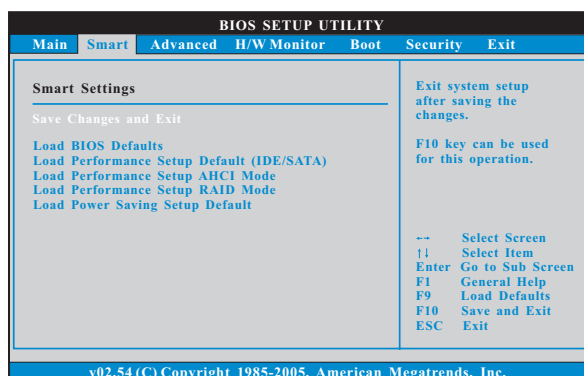 BIOS SETUP UTILITY
Main Smart Advanced H/W Monitor Boot Security Exit
Smart Settings
Save Changes and Exit
Load BIOS Defaults
Load Performance Setup Default (IDE/SATA)
Load Performance Setup AHCI Mode
Load Performance Setup RAID Mode
Load Power Saving Setup Default
Exit system setup
after saving the
changes.
F10 key can be used
for this operation.
←→ Select Screen
↑↓ Select Item
Enter Go to Sub Screen
F1 General Help
F9 Load Defaults
F10 Save and Exit
ESC Exit
v02.54 (C) Copyright 1985-2005, American Megatrends, Inc.